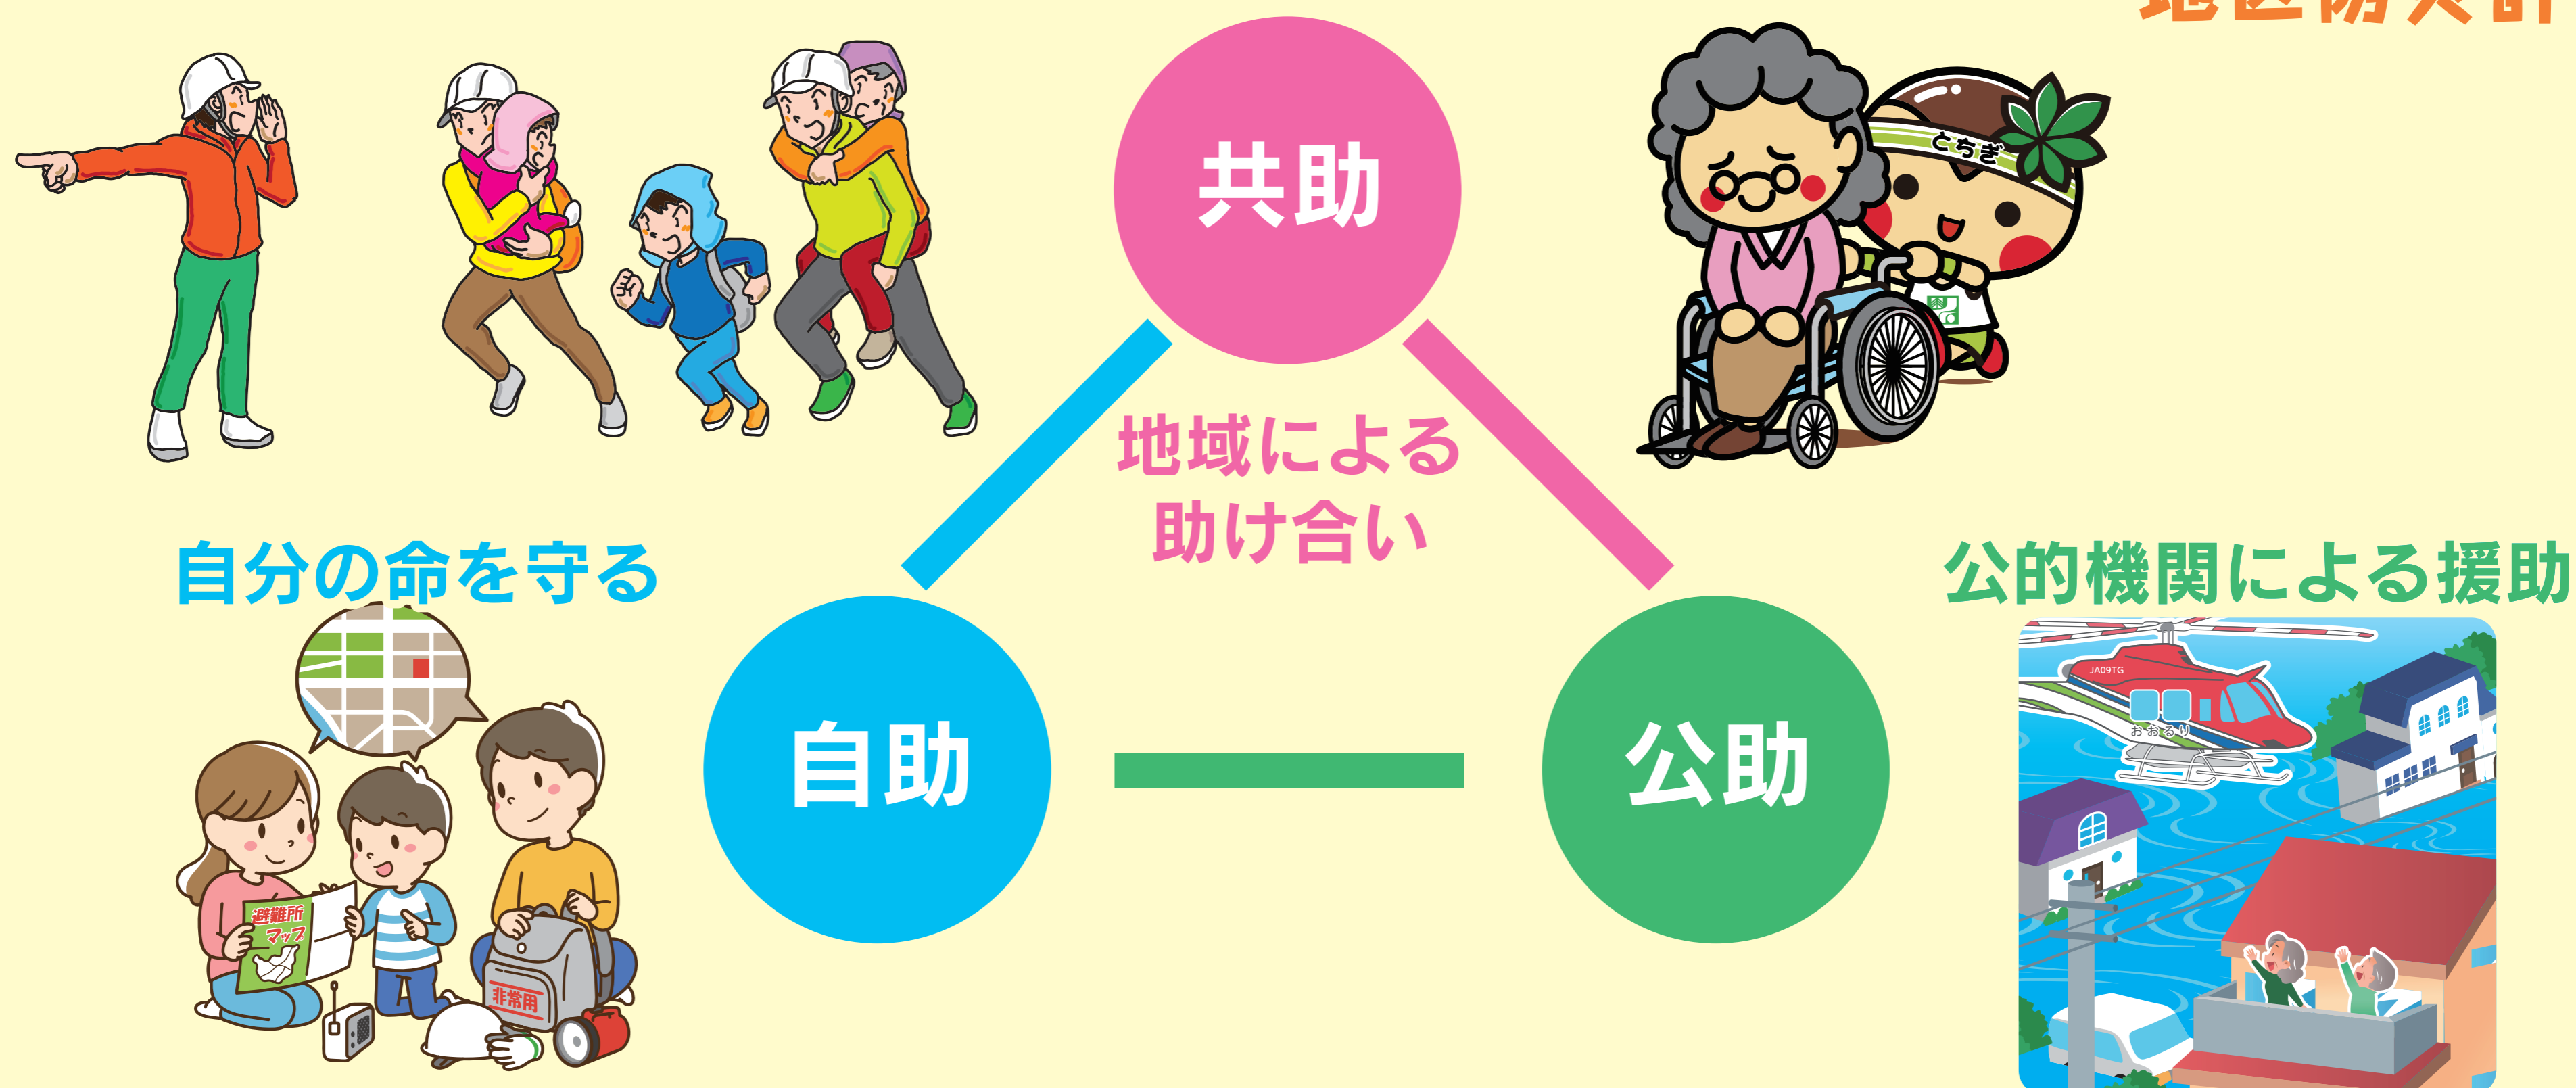 共助
とちぎ
地域による
助け合い
自分の命を守る
公的機関による援助
自助
公助
JA09TG
おおるり
避難所
マップ
非常用